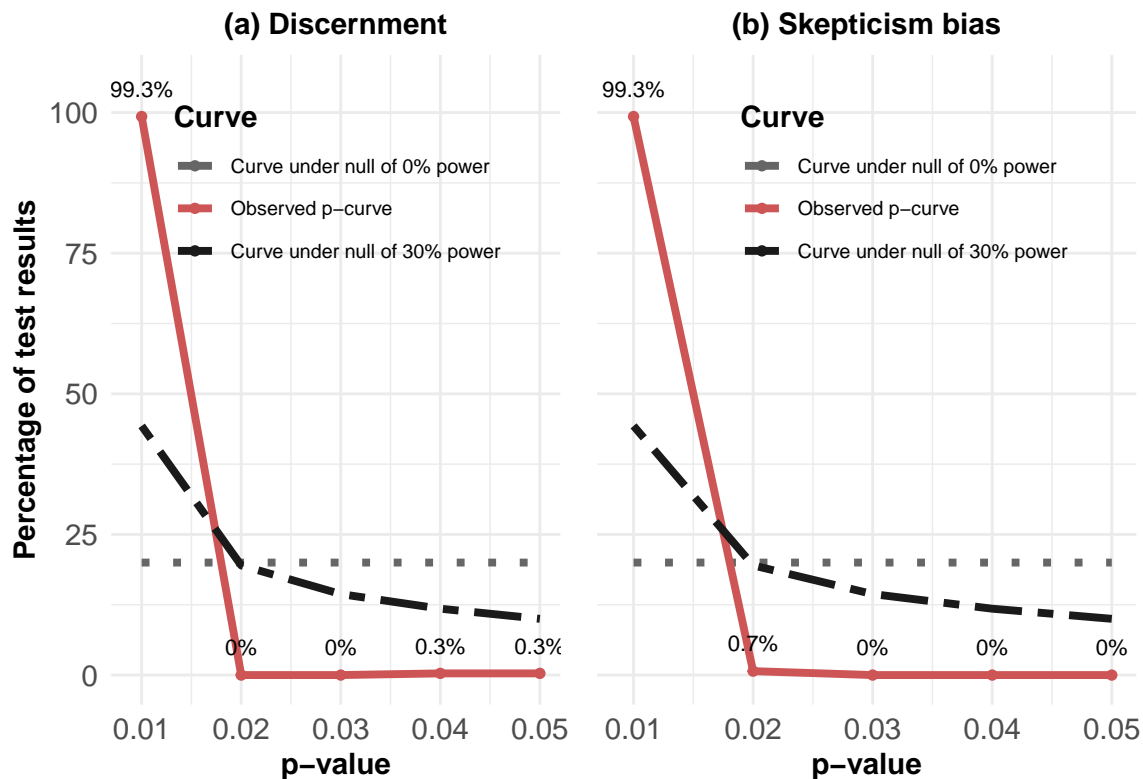 (a) Discernment
99.3%
Curve
Curve under null of 0% power
Observed p−curve
Curve under null of 30% power
0%
0%
0.3%
0.3%
100
75
50
25
0
0.01
0.02
0.03
0.04
0.05
p−value
Percentage of test results
(b) Skepticism bias
99.3%
Curve
Curve under null of 0% power
Observed p−curve
Curve under null of 30% power
0.7%
0%
0%
0%
0.01
0.02
0.03
0.04
0.05
p−value